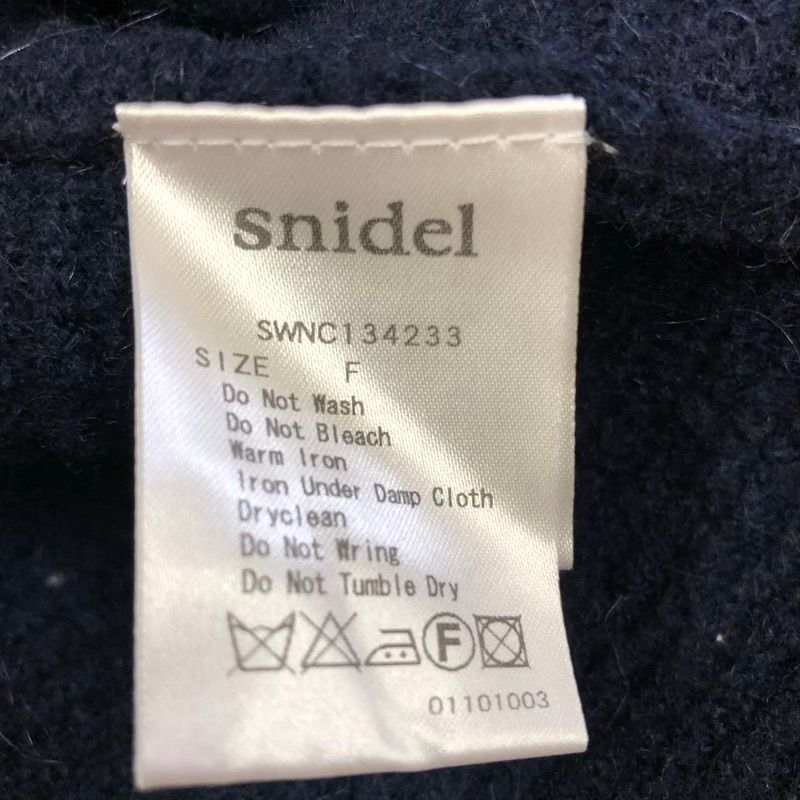 snidel
SWNC134233
SIZE F
Do Not Wash
Do Not Bleach
Warm Iron
Iron Under Damp Cloth
Dryclean
Do Not Wring
Do Not Tumble Dry
F
01101003